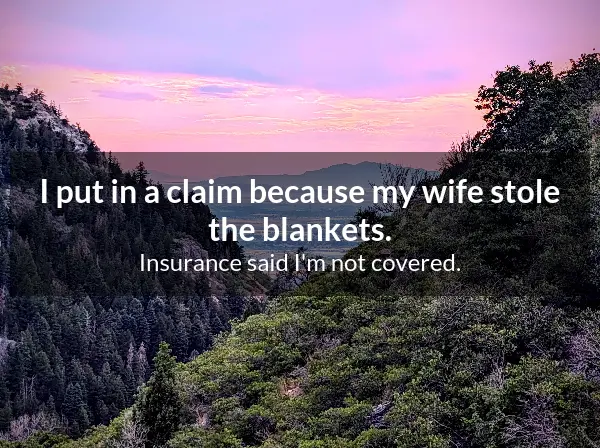 I put in a claim because my wife stole
the blankets.
Insurance said I'm not covered.